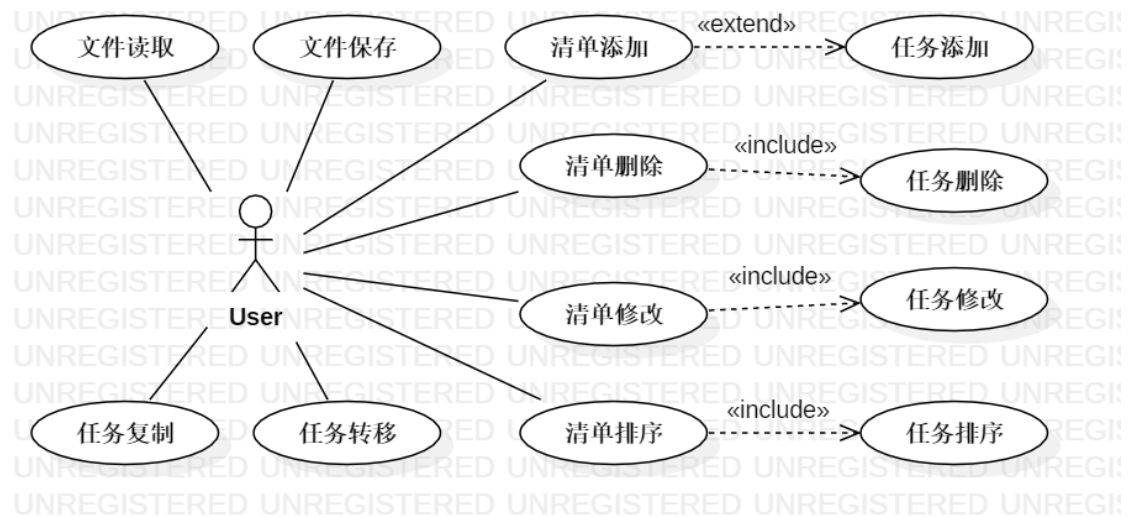 文件读取
文件保存
清单添加
«extend»
任务添加
清单删除
«include»
任务删除
User
清单修改
«include»
任务修改
任务复制
任务转移
清单排序
«include»
任务排序
UNREGISTERED